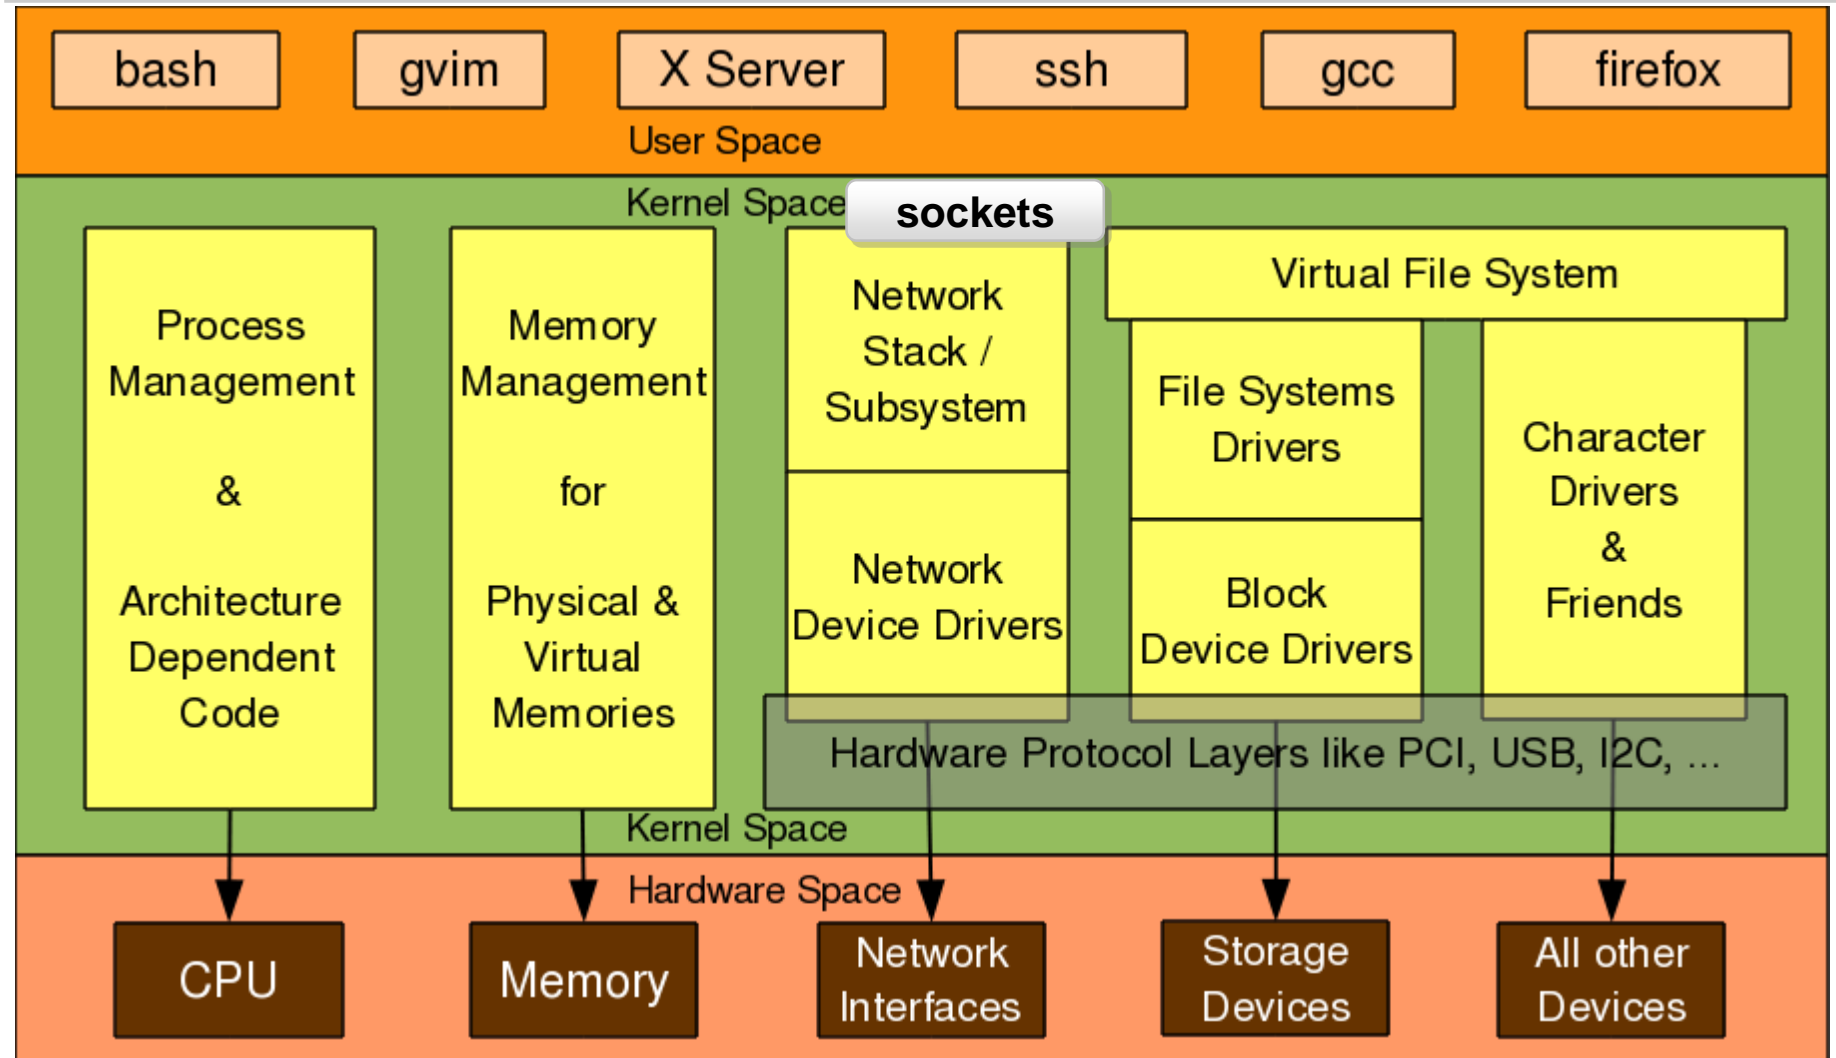 bash
gvim
X Server
ssh
gcc
firefox
User Space
Kernel Space
sockets
Process
Management
&
Architecture
Dependent
Code
Memory
Management
for
Physical &
Virtual
Memories
Network
Stack /
Subsystem
Network
Device Drivers
Virtual File System
File Systems
Drivers
Block
Device Drivers
Character
Drivers
&
Friends
Hardware Protocol Layers like PCI, USB, I2C, ...
Kernel Space
Hardware Space
CPU
Memory
Network
Interfaces
Storage
Devices
All other
Devices